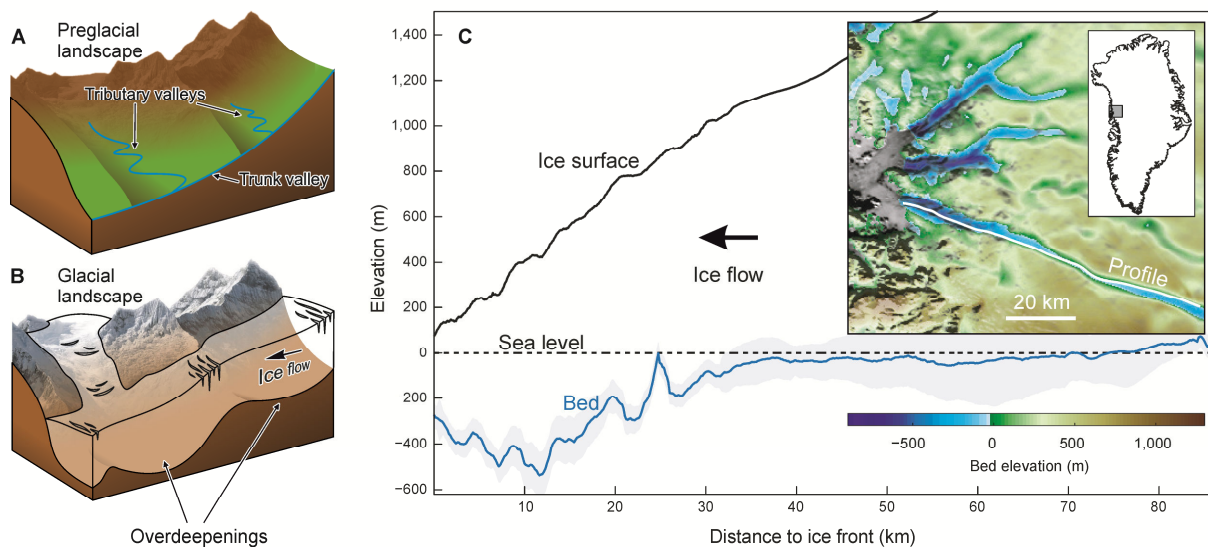 A
Preglacial
landscape
Tributary valleys
Trunk valley
B
Glacial
landscape
Ice flow
Overdeepenings
C
1,400
1,200
1,000
800
600
400
200
0
200
−400
−600
Elevation (m)
Ice surface
Ice flow
Sea level
Bed
0
10
20
30
40
50
60
70
80
Distance to ice front (km)
Profile
20 km
−500
0
500
1,000
Bed elevation (m)